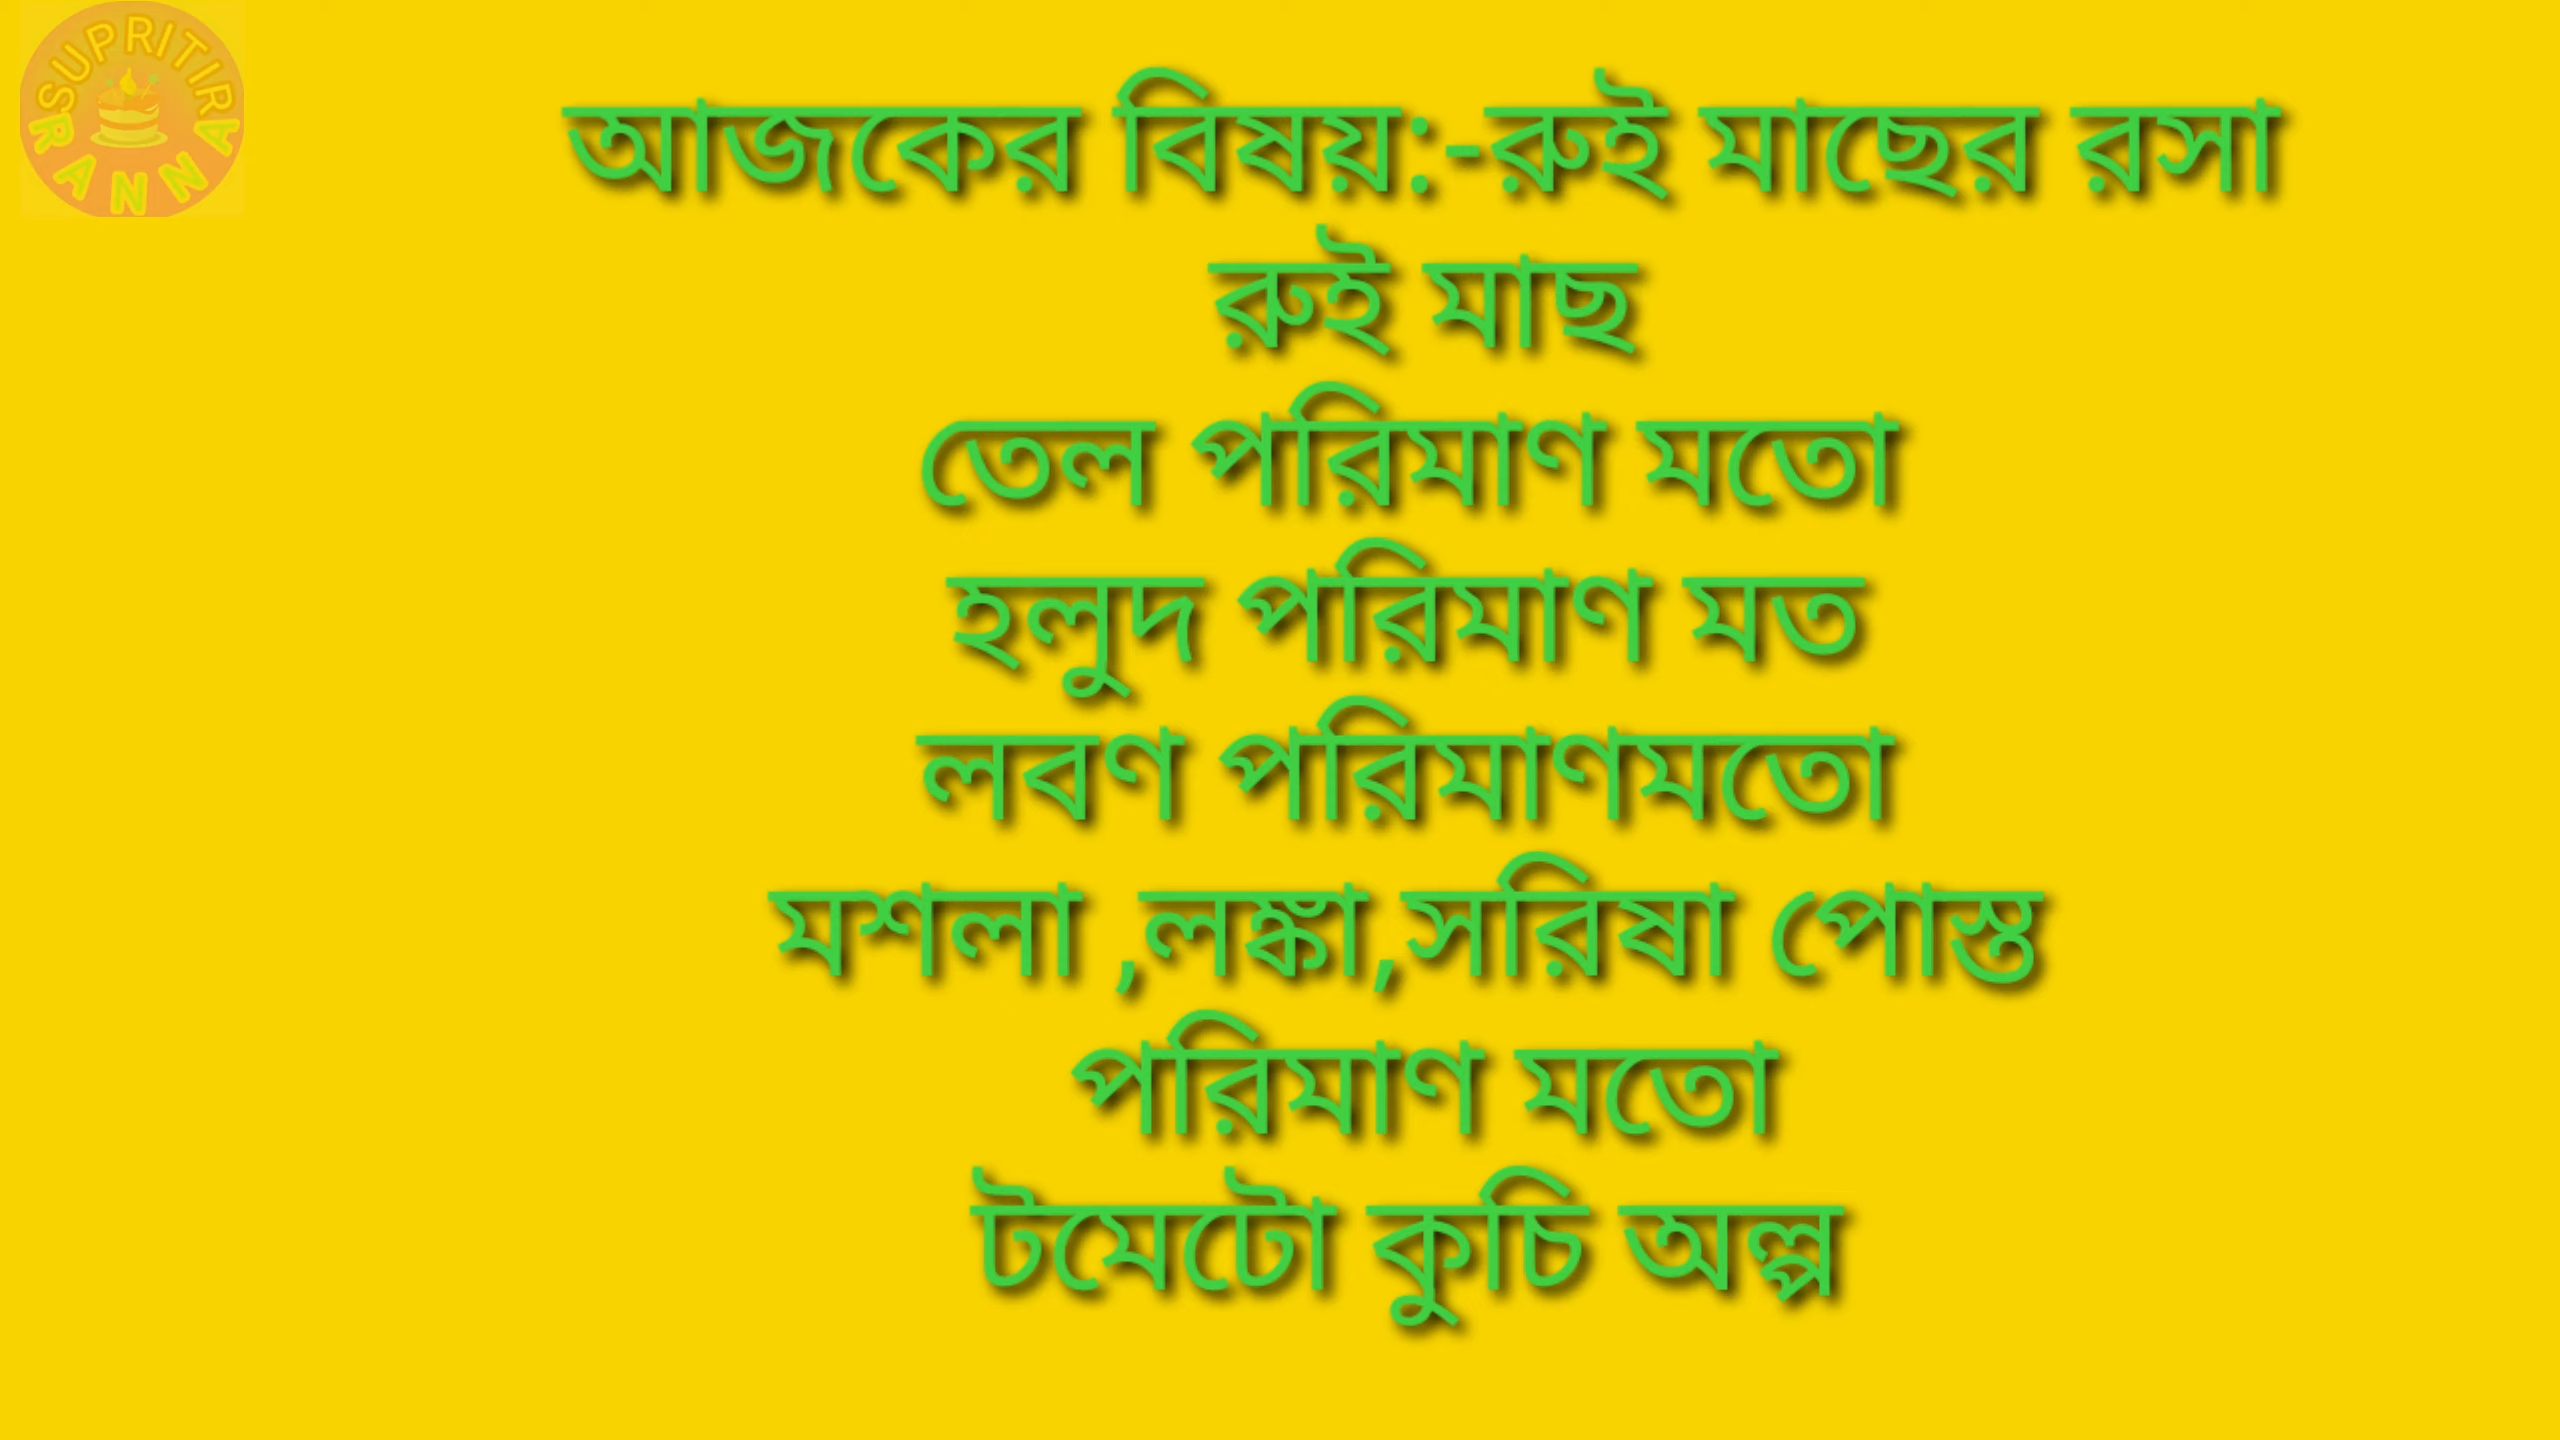 SUPRITIR
RANNA
আজকের বিষয়:-রুই মাছের রসা
রুই মাছ
তেল পরিমাণ মতো
হলুদ পরিমাণ মত
লবণ পরিমাণমতো
মশলা ,লঙ্কা,সরিষা পোস্ত
পরিমাণ মতো
টমেটো কুচি অল্প